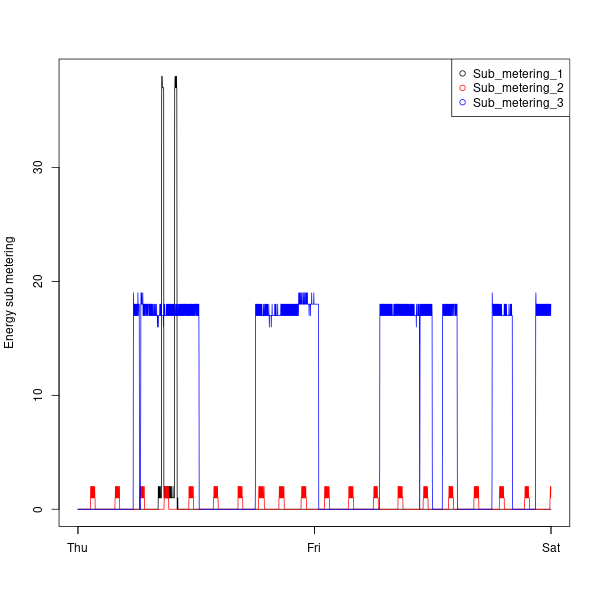 Sub_metering_1
Sub_metering_2
Sub_metering_3
Energy sub metering
30
20
10
0
Thu
Fri
Sat